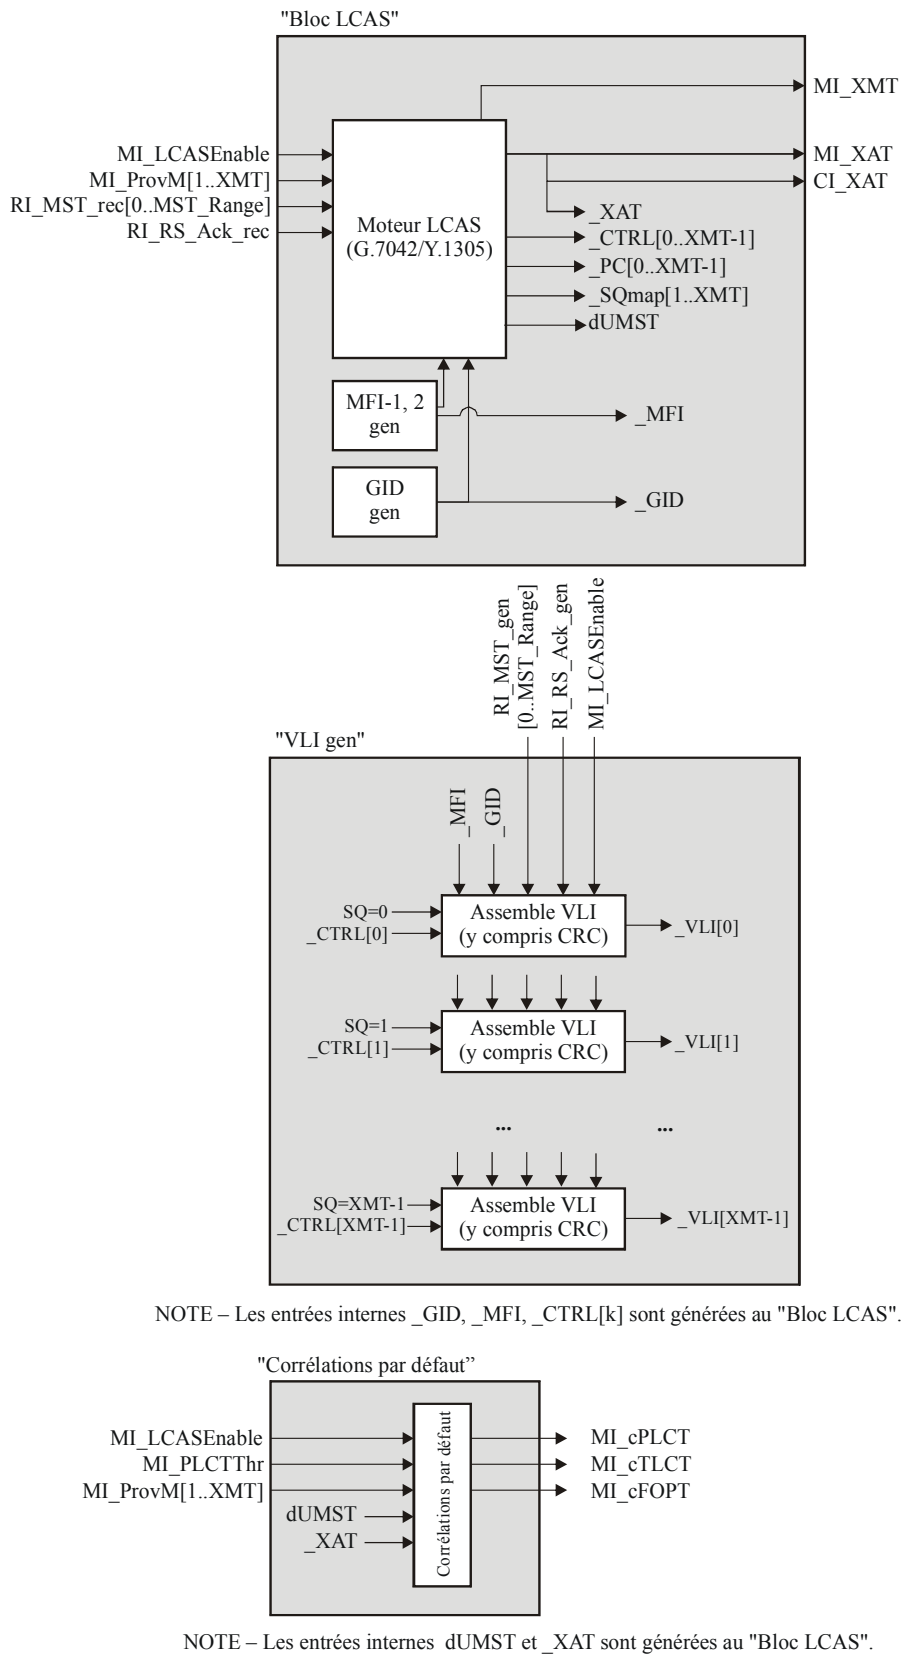 "Bloc LCAS"
MI_XMT
MI_LCASEnable
MI_ProvM[1..XMT]
RI_MST_rec[0..MST_Range]
RI_RS_Ack_rec
Moteur LCAS
(G.7042/Y.1305)
MI_XAT
CI_XAT
_XAT
_CTRL[0..XMT-1]
_PC[0..XMT-1]
_SQmap[1..XMT]
dUMST
MFI-1, 2
gen
_MFI
GID
gen
_GID
RI_MST_gen
[0..MST_Range]
RI_RS_Ack_gen
MI_LCASEnable
"VLI gen"
_MFI
_GID
SQ=0
_CTRL[0]
Assemble VLI
(y compris CRC)
_VLI[0]
SQ=1
_CTRL[1]
Assemble VLI
(y compris CRC)
_VLI[1]
... ...
SQ=XMT-1
_CTRL[XMT-1]
Assemble VLI
(y compris CRC)
_VLI[XMT-1]
NOTE – Les entrées internes _GID, _MFI, _CTRL[k] sont générées au "Bloc LCAS".
"Corrélations par défaut”
MI_LCASEnable
MI_PLCTThr
MI_ProvM[1..XMT]
dUMST
_XAT
Corrélations par défaut
MI_cPLCT
MI_cTLCT
MI_cFOPT
NOTE – Les entrées internes dUMST et _XAT sont générées au "Bloc LCAS".